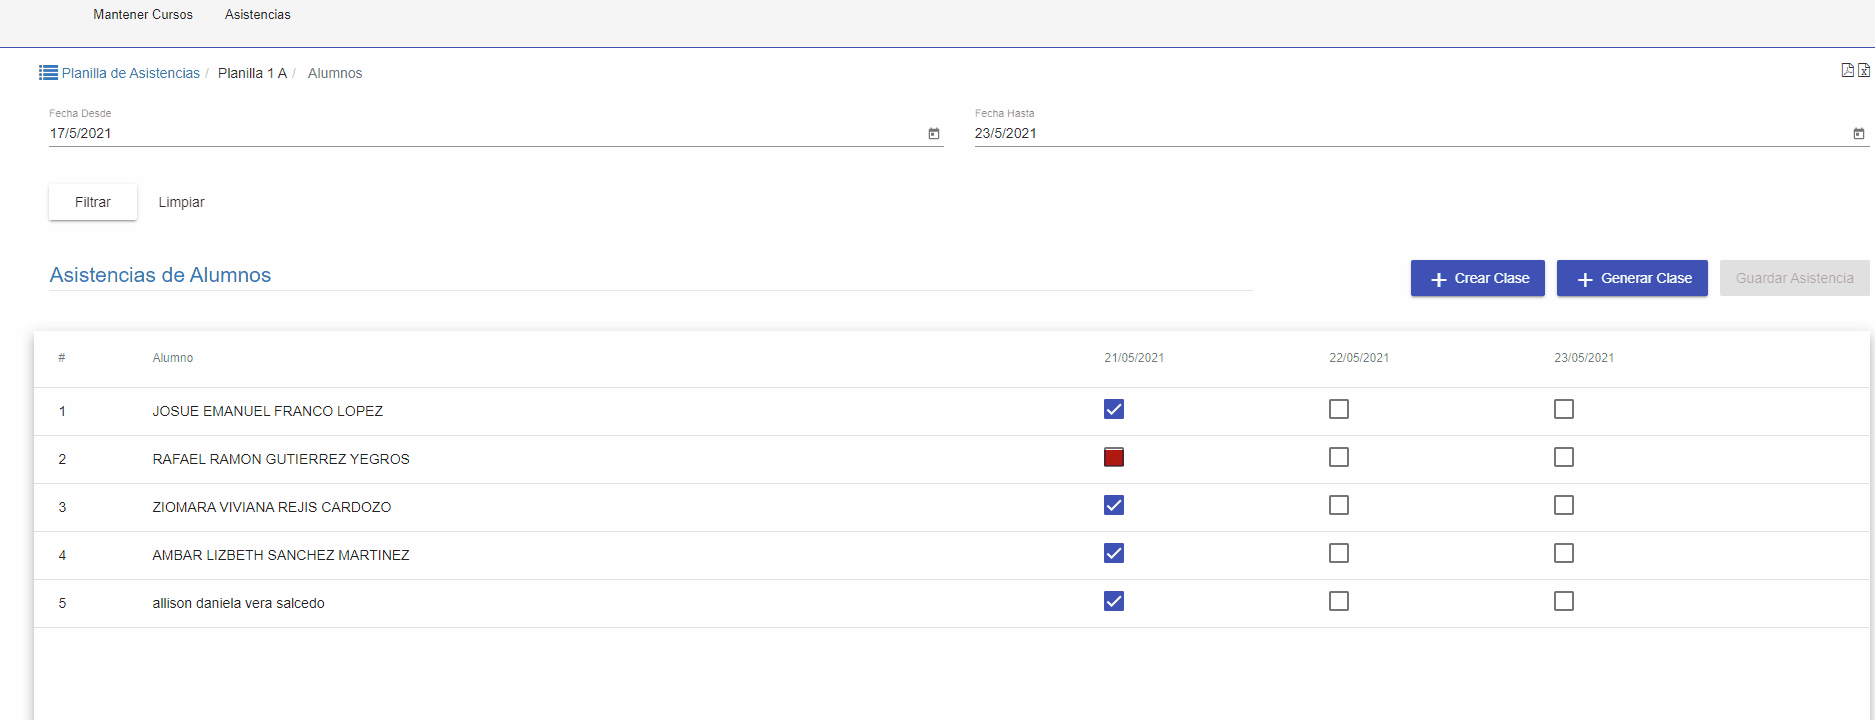 Mantener Cursos Asistencias
Planilla de Asistencias / Planilla 1 A / Alumnos
Fecha Desde Fecha Hasta
17/5/2021 23/5/2021
Filtrar Limpiar
Asistencias de Alumnos + Crear Clase + Generar Clase Guardar Asistencia
# Alumno 21/05/2021 22/05/2021 23/05/2021
1 JOSUE EMANUEL FRANCO LOPEZ
2 RAFAEL RAMON GUTIERREZ YEGROS
3 ZIOMARA VIVIANA REJIS CARDOZO
4 AMBAR LIZBETH SANCHEZ MARTINEZ
5 allison daniela vera salcedo